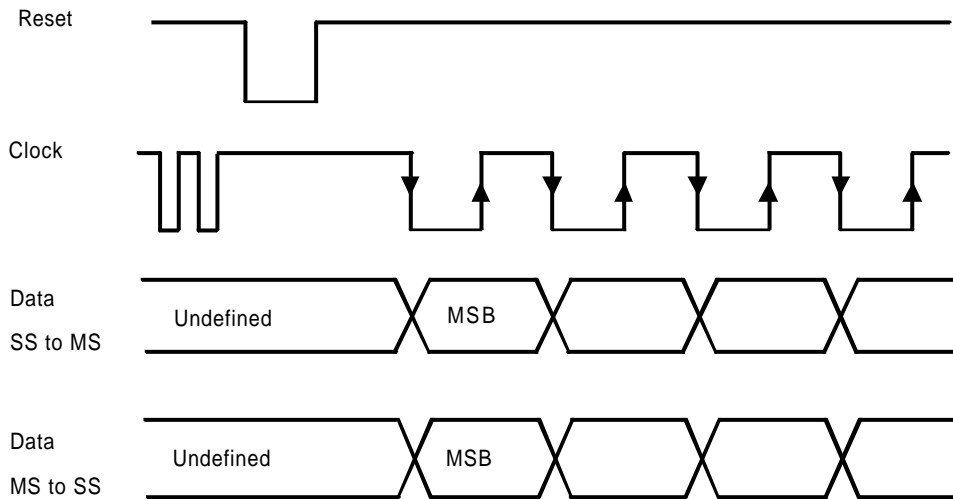 Reset
Clock
Data
SS to MS
Undefined
MSB
Data
MS to SS
Undefined
MSB